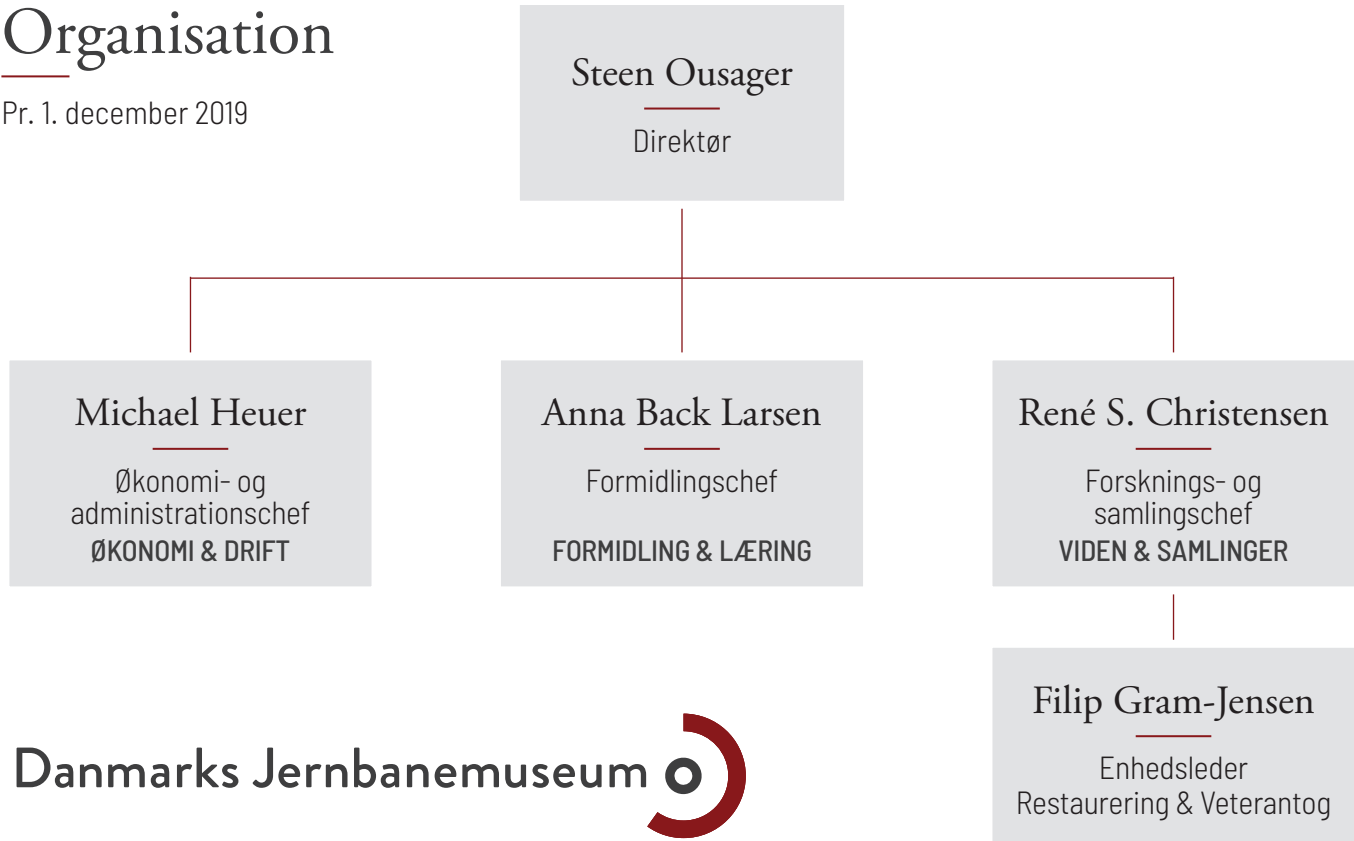 Organisation
Pr. 1. december 2019
Steen Ousager
Direktør
Michael Heuer
Økonomi- og
administrationschef
ØKONOMI & DRIFT
Anna Back Larsen
Formidlingschef
FORMIDLING & LÆRING
René S. Christensen
Forsknings- og
samlingschef
VIDEN & SAMLINGER
Filip Gram-Jensen
Enhedsleder
Restaurering & Veterantog
Danmarks Jernbanemuseum